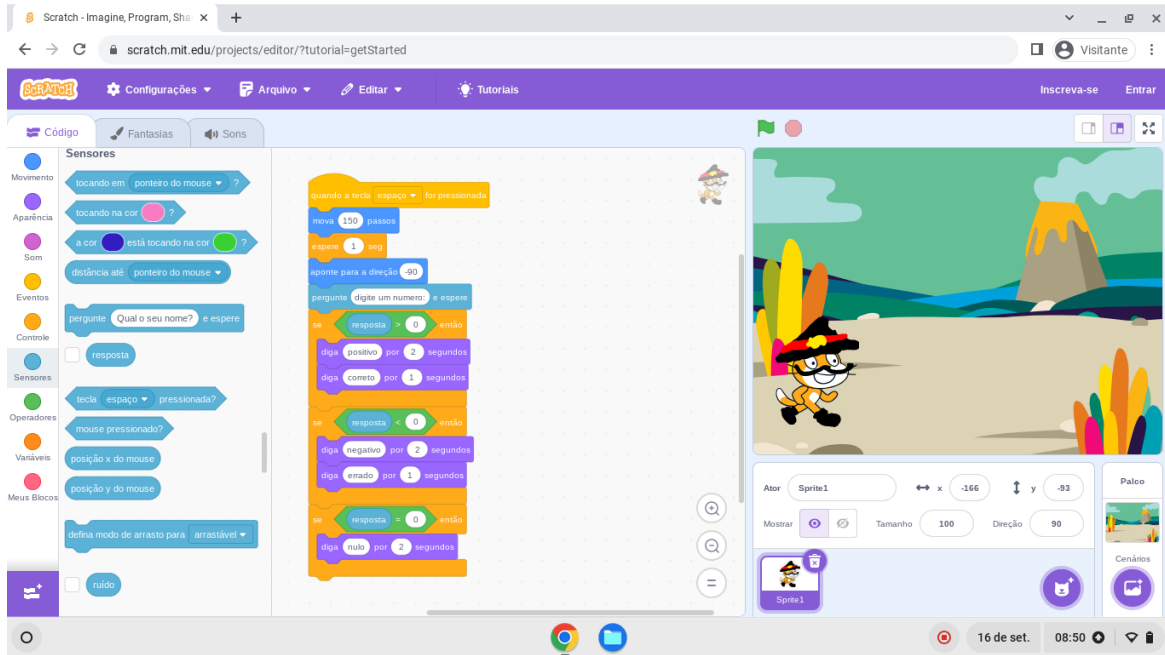 Scratch - Imagine, Program, Sha
scratch.mit.edu/projects/editor/?tutorial=getStarted
Visitante
SCRATCH
Configurações
Arquivo
Editar
Tutoriais
Inscreva-se
Entrar
Código
Fantasias
Sons
Movimento
Aparência
Som
Eventos
Controle
Sensores
Operadores
Variáveis
Meus Blocos
Sensores
tocando em ponteiro do mouse ?
tocando na cor ?
a cor está tocando na cor ?
distância até ponteiro do mouse
pergunte Qual o seu nome? e espere
resposta
tecla espaço pressionada?
mouse pressionado?
posição x do mouse
posição y do mouse
defina modo de arrasto para arrastável
ruído
quando a tecla espaço for pressionada
mova 150 passos
espere 1 seg
aponte para a direção -90
pergunte digite um numero: e espere
se resposta > 0 então
diga positivo por 2 segundos
diga correto por 1 segundos
se resposta < 0 então
diga negativo por 2 segundos
diga errado por 1 segundos
se resposta = 0 então
diga nulo por 2 segundos
Ator Sprite1 x -166 y -93
Mostrar Tamanho 100 Direção 90
Sprite1
Palco
Cenários
16 de set.
08:50